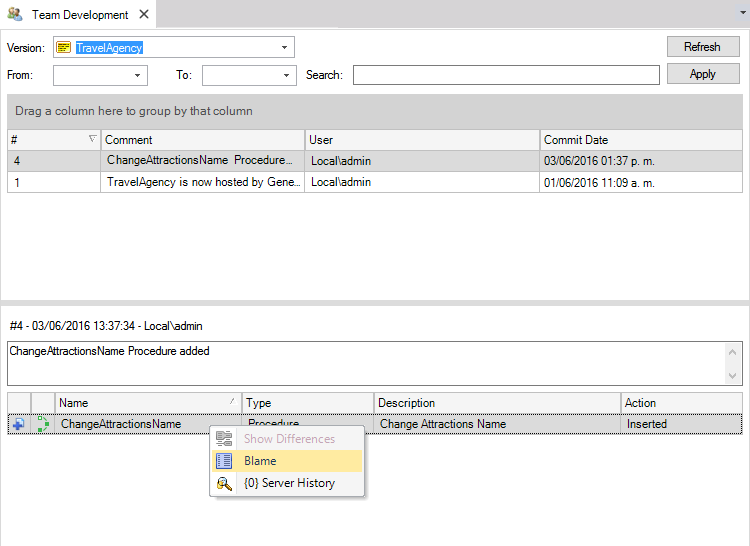 Team Development
Version: TravelAgency Refresh
From: To: Search: Apply
Drag a column here to group by that column
# Comment User Commit Date
4 ChangeAttractionsName Procedure... Local\admin 03/06/2016 01:37 p. m.
1 TravelAgency is now hosted by Gene... Local\admin 01/06/2016 11:09 a. m.
#4 - 03/06/2016 13:37:34 - Local\admin
ChangeAttractionsName Procedure added
Name Type Description Action
ChangeAttractionsName Procedure Change Attractions Name Inserted
Show Differences
Blame
{0} Server History